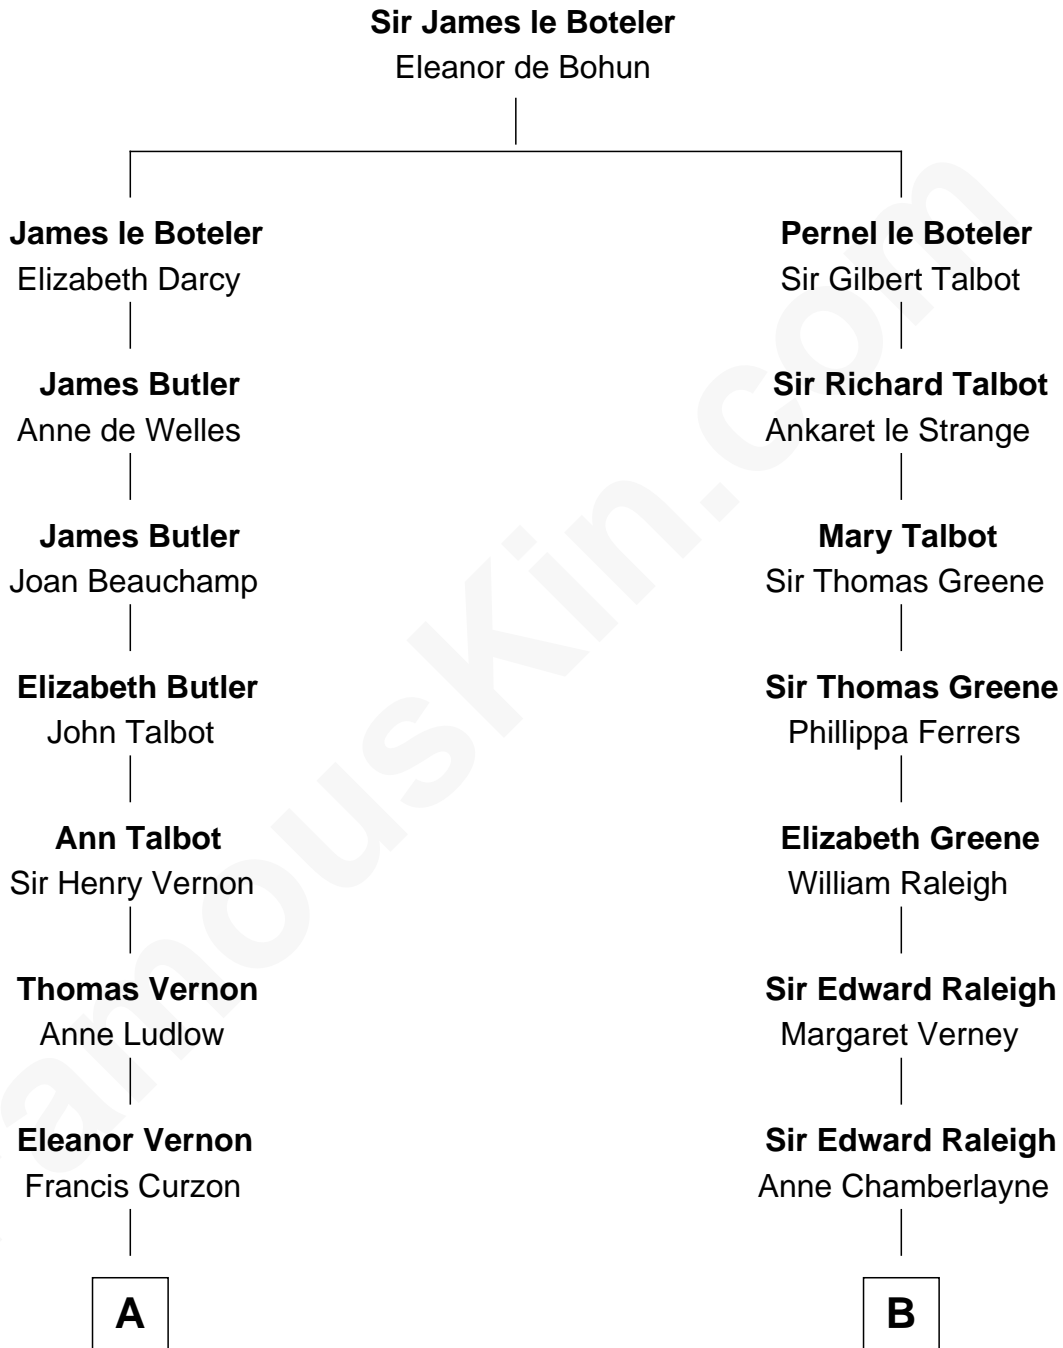 Sir James le Boteler
Eleanor de Bohun
James le Boteler
Elizabeth Darcy
James Butler
Anne de Welles
James Butler
Joan Beauchamp
Elizabeth Butler
John Talbot
Ann Talbot
Sir Henry Vernon
Thomas Vernon
Anne Ludlow
Eleanor Vernon
Francis Curzon
A
Pernel le Boteler
Sir Gilbert Talbot
Sir Richard Talbot
Ankaret le Strange
Mary Talbot
Sir Thomas Greene
Sir Thomas Greene
Phillippa Ferrers
Elizabeth Greene
William Raleigh
Sir Edward Raleigh
Margaret Verney
Sir Edward Raleigh
Anne Chamberlayne
B
amouskin.com